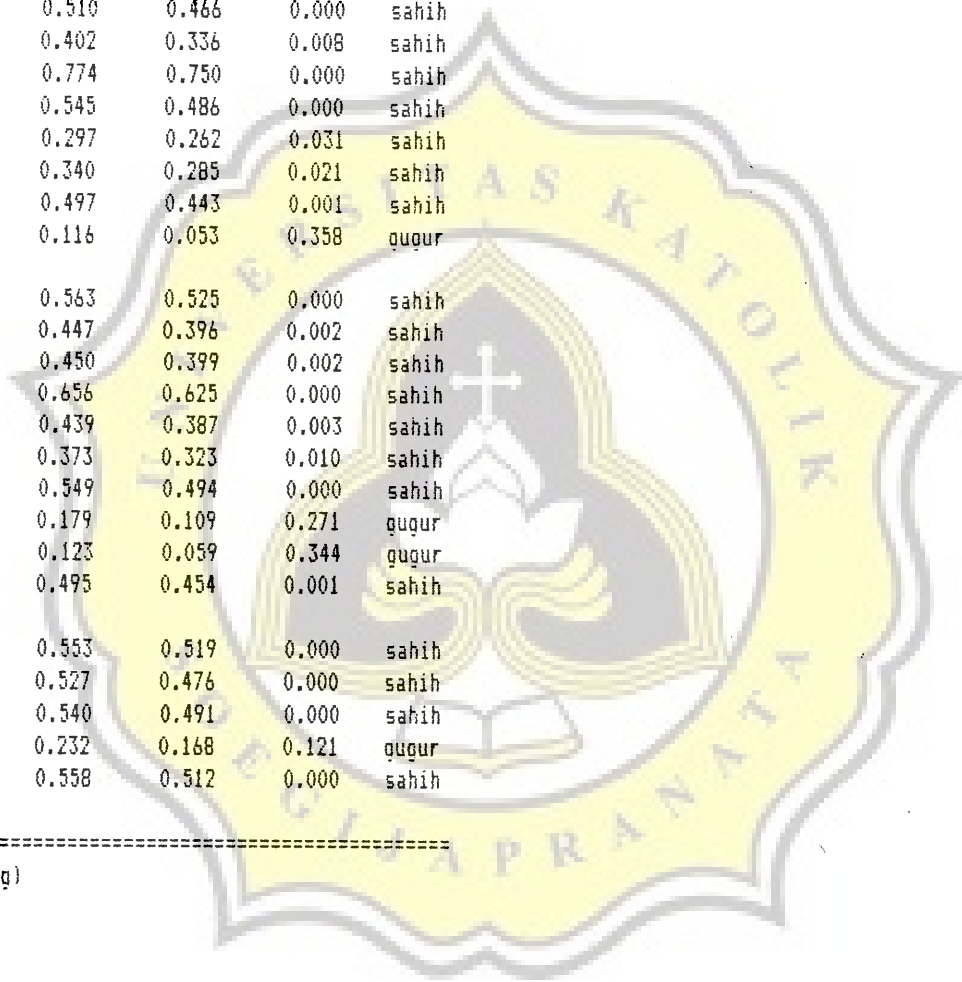 0.510 0.466 0.000 sahih
0.402 0.336 0.008 sahih
0.774 0.750 0.000 sahih
0.545 0.486 0.000 sahih
0.297 0.262 0.031 sahih
0.340 0.285 0.021 sahih
0.497 0.443 0.001 sahih
0.116 0.053 0.358 gugur
0.563 0.525 0.000 sahih
0.447 0.396 0.002 sahih
0.450 0.399 0.002 sahih
0.656 0.625 0.000 sahih
0.439 0.387 0.003 sahih
0.373 0.323 0.010 sahih
0.549 0.494 0.000 sahih
0.179 0.109 0.271 gugur
0.123 0.059 0.344 gugur
0.495 0.454 0.001 sahih
0.553 0.519 0.000 sahih
0.527 0.476 0.000 sahih
0.540 0.491 0.000 sahih
0.232 0.168 0.121 gugur
0.558 0.512 0.000 sahih
g)
UNIVERSITAS KATOLIK
SOEGIJAPRANATA